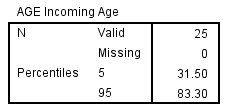 AGE Incoming Age
N Valid 25
Missing 0
Percentiles 5 31.50
95 83.30